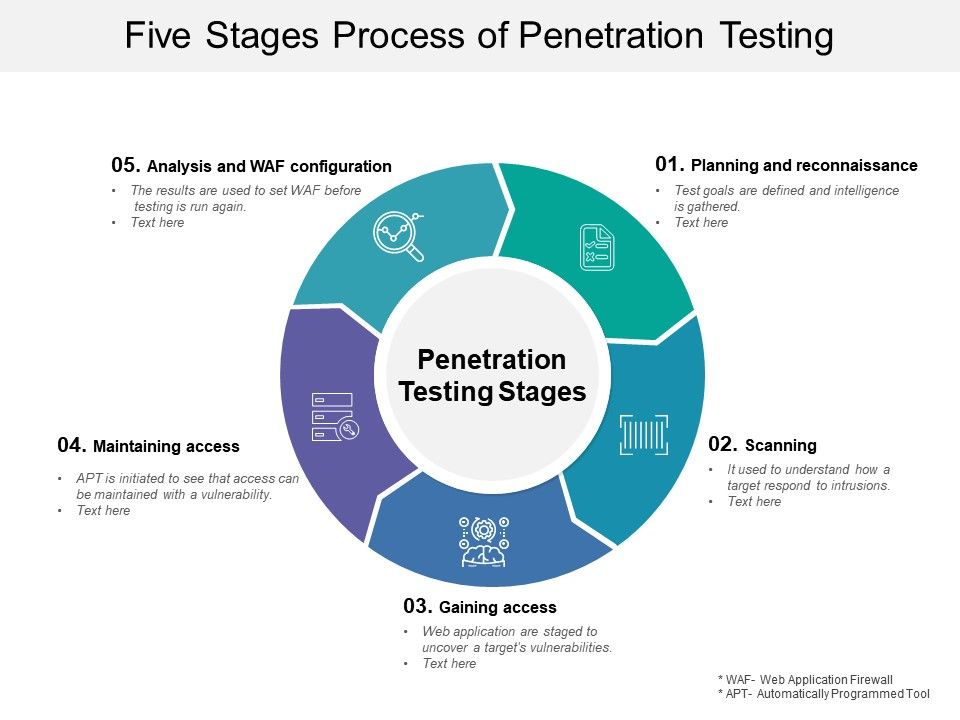 Five Stages Process of Penetration Testing
01. Planning and reconnaissance
• Test goals are defined and intelligence
is gathered.
• Text here
02. Scanning
• It used to understand how a
target respond to intrusions.
• Text here
03. Gaining access
• Web application are staged to
uncover a target's vulnerabilities.
• Text here
04. Maintaining access
• APT is initiated to see that access can
be maintained with a vulnerability.
• Text here
05. Analysis and WAF configuration
• The results are used to set WAF before
testing is run again.
• Text here
Penetration
Testing Stages
* WAF- Web Application Firewall
* APT- Automatically Programmed Tool